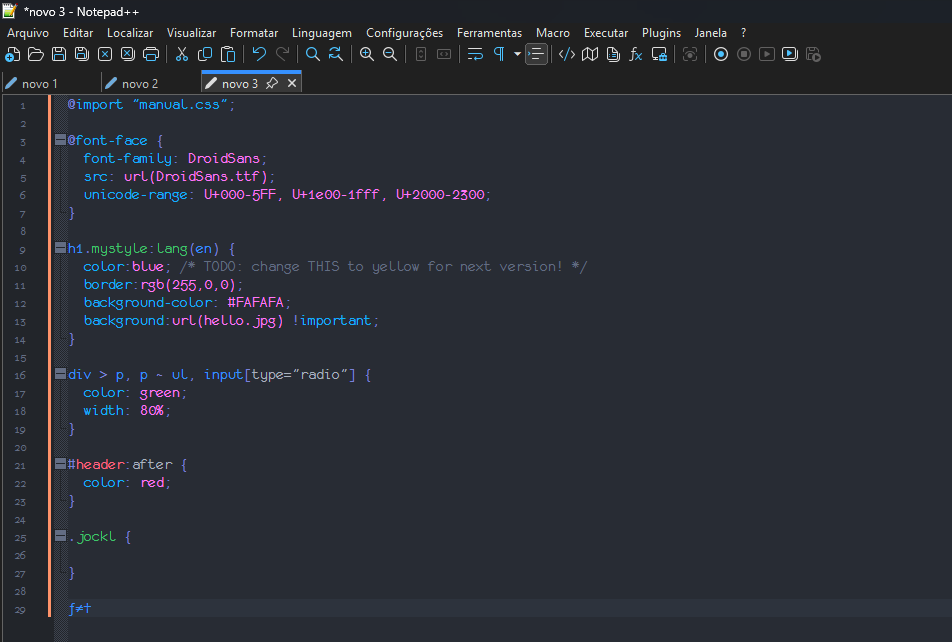 *novo 3 - Notepad++
Arquivo Editar Localizar Visualizar Formatar Linguagem Configurações Ferramentas Macro Executar Plugins Janela ?
novo 1 novo 2 novo 3
1 @import "manual.css";
2
3 @font-face {
4 font-family: DroidSans;
5 src: url(DroidSans.ttf);
6 unicode-range: U+000-5FF, U+1e00-1fff, U+2000-2300;
7 }
8
9 h1.mystyle:lang(en) {
10 color:blue; /* TODO: change THIS to yellow for next version! */
11 border:rgb(255,0,0);
12 background-color: #FAFAFA;
13 background:url(hello.jpg) !important;
14 }
15
16 div > p, p ~ ul, input[type="radio"] {
17 color: green;
18 width: 80%;
19 }
20
21 #header:after {
22 color: red;
23 }
24
25 .jockl {
26
27 }
28
29 ƒ≠†